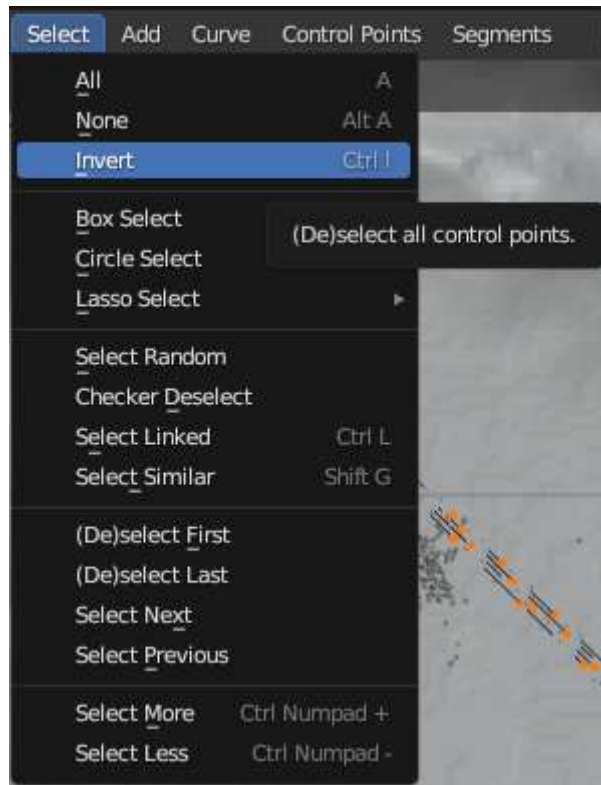 Select Add Curve Control Points Segments
All A
None Alt A
Invert Ctrl I
Box Select
(De)select all control points.
Circle Select
Lasso Select
Select Random
Checker Deselect
Select Linked Ctrl L
Select Similar Shift G
(De)select First
(De)select Last
Select Next
Select Previous
Select More Ctrl Numpad +
Select Less Ctrl Numpad -